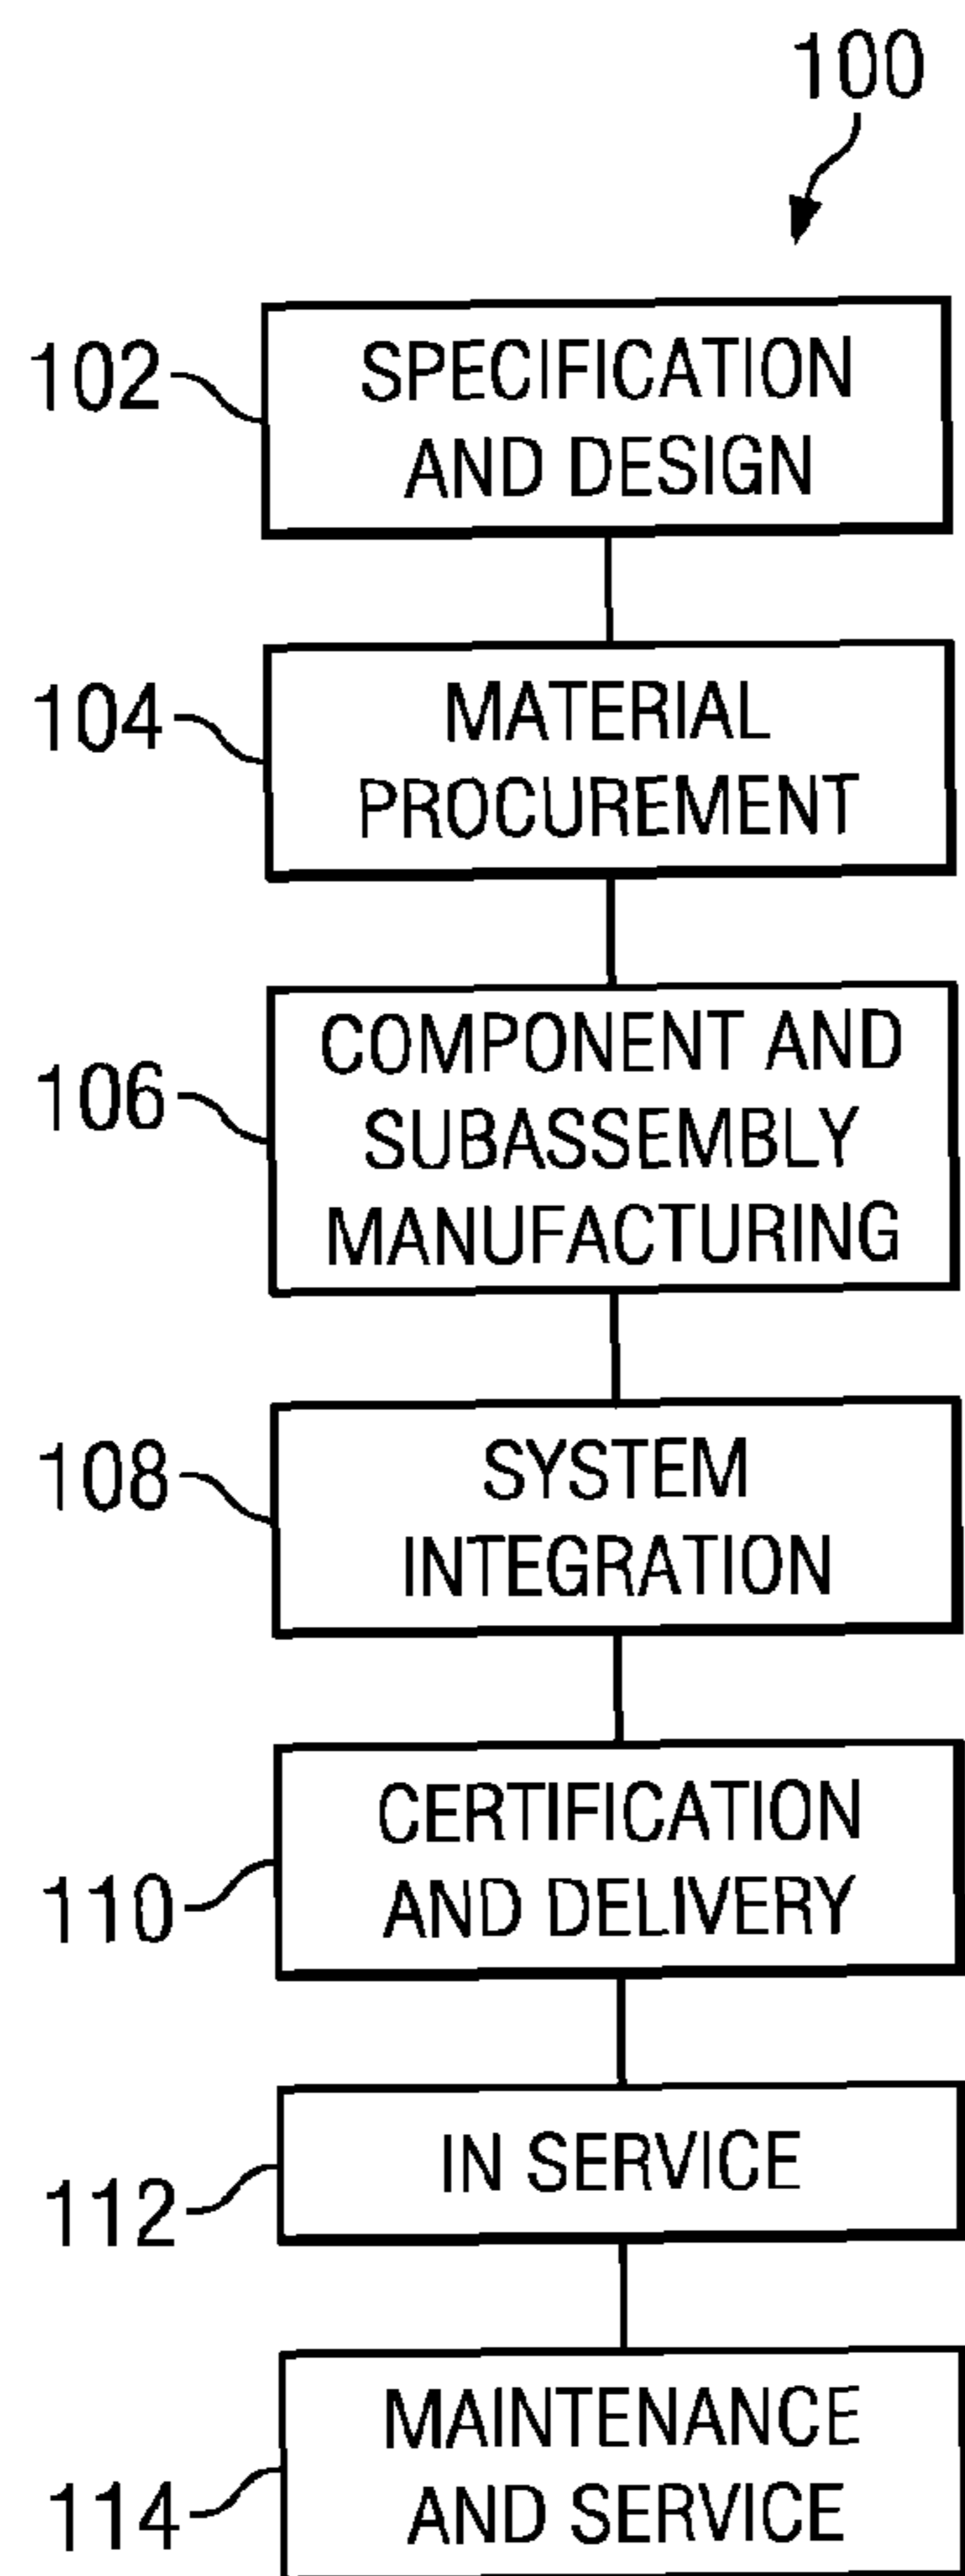 100
102
SPECIFICATION
AND DESIGN
104
MATERIAL
PROCUREMENT
106
COMPONENT AND
SUBASSEMBLY
MANUFACTURING
108
SYSTEM
INTEGRATION
110
CERTIFICATION
AND DELIVERY
112
IN SERVICE
114
MAINTENANCE
AND SERVICE